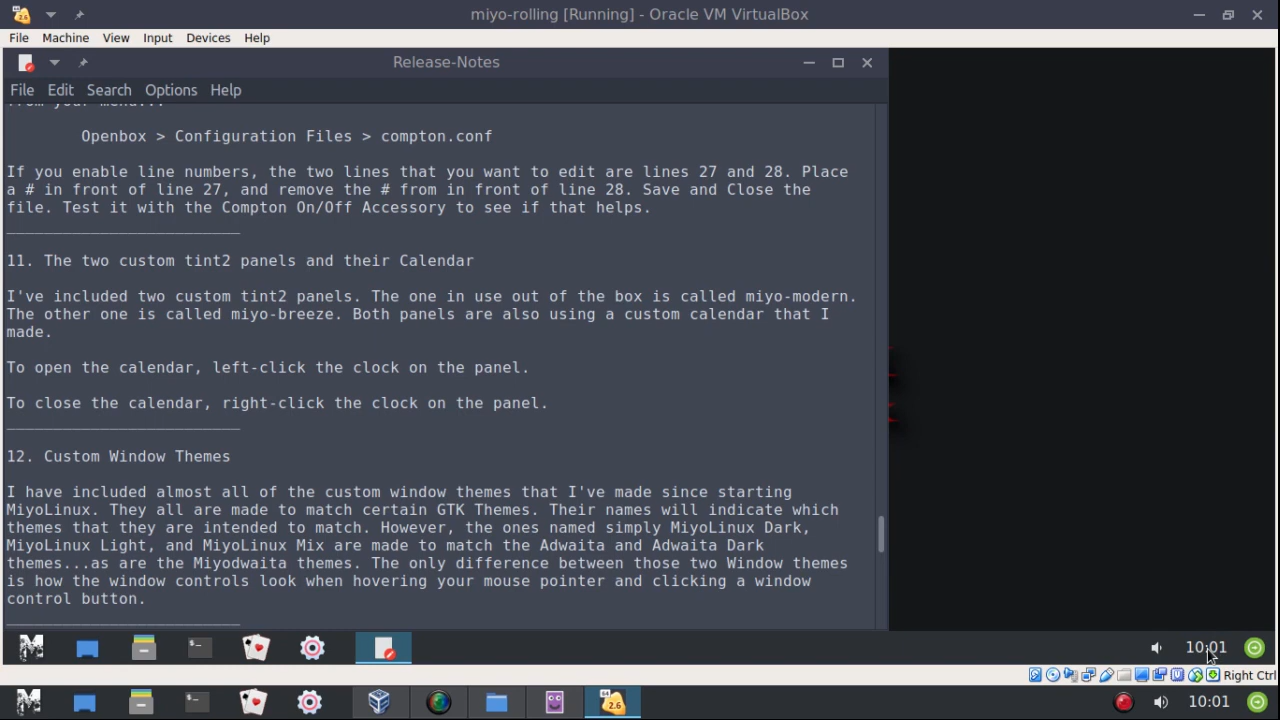 miyo-rolling [Running] - Oracle VM VirtualBox
File Machine View Input Devices Help
Release-Notes
File Edit Search Options Help
Openbox > Configuration Files > compton.conf
If you enable line numbers, the two lines that you want to edit are lines 27 and 28. Place
a # in front of line 27, and remove the # from in front of line 28. Save and Close the
file. Test it with the Compton On/Off Accessory to see if that helps.
_________________________
11. The two custom tint2 panels and their Calendar
I've included two custom tint2 panels. The one in use out of the box is called miyo-modern.
The other one is called miyo-breeze. Both panels are also using a custom calendar that I
made.
To open the calendar, left-click the clock on the panel.
To close the calendar, right-click the clock on the panel.
_________________________
12. Custom Window Themes
I have included almost all of the custom window themes that I've made since starting
MiyoLinux. They all are made to match certain GTK Themes. Their names will indicate which
themes that they are intended to match. However, the ones named simply MiyoLinux Dark,
MiyoLinux Light, and MiyoLinux Mix are made to match the Adwaita and Adwaita Dark
themes...as are the Miyodwaita themes. The only difference between those two Window themes
is how the window controls look when hovering your mouse pointer and clicking a window
control button.
_________________________
10:01
Right Ctrl
2.6
10:01